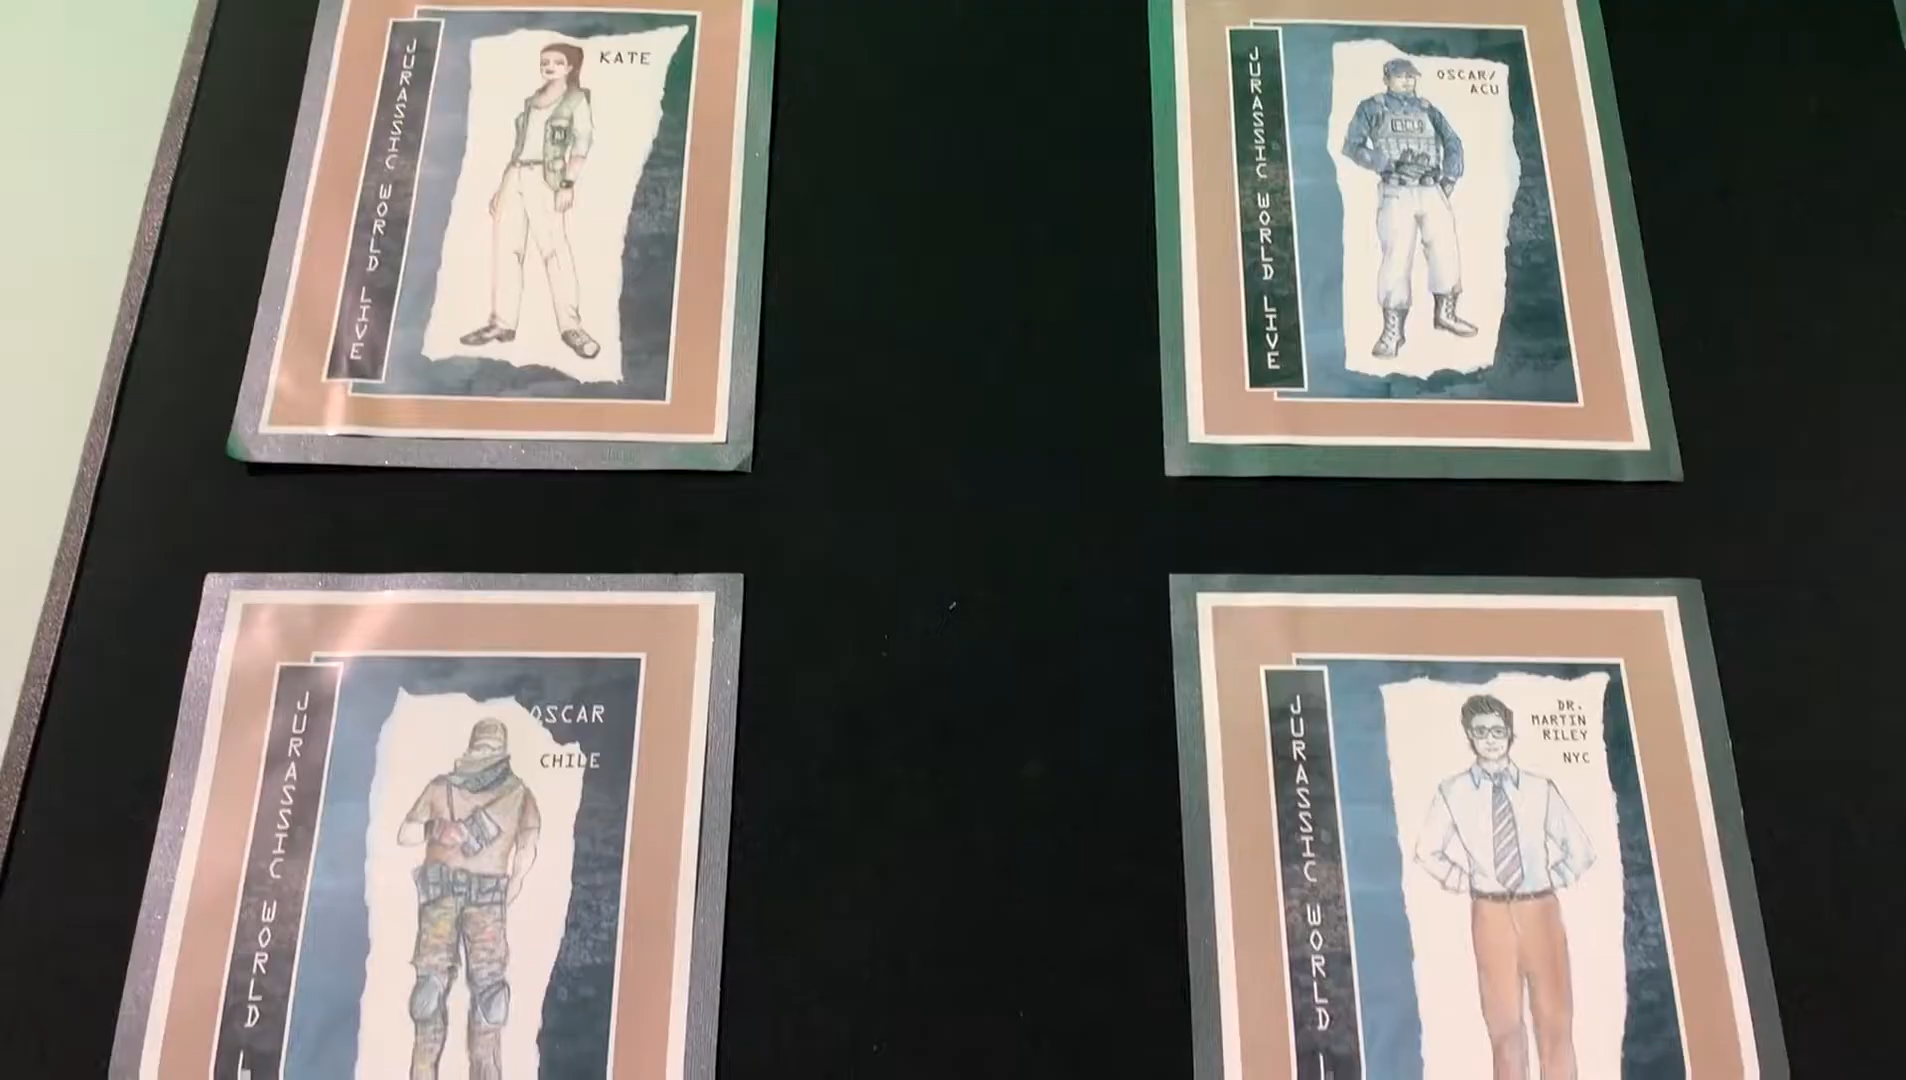 JURASSIC WORLD LIVE
KATE
JURASSIC WORLD LIVE
OSCAR/
ACU
JURASSIC WORLD
OSCAR
CHILE
JURASSIC WORLD
DR.
MARTIN
RILEY
NYC